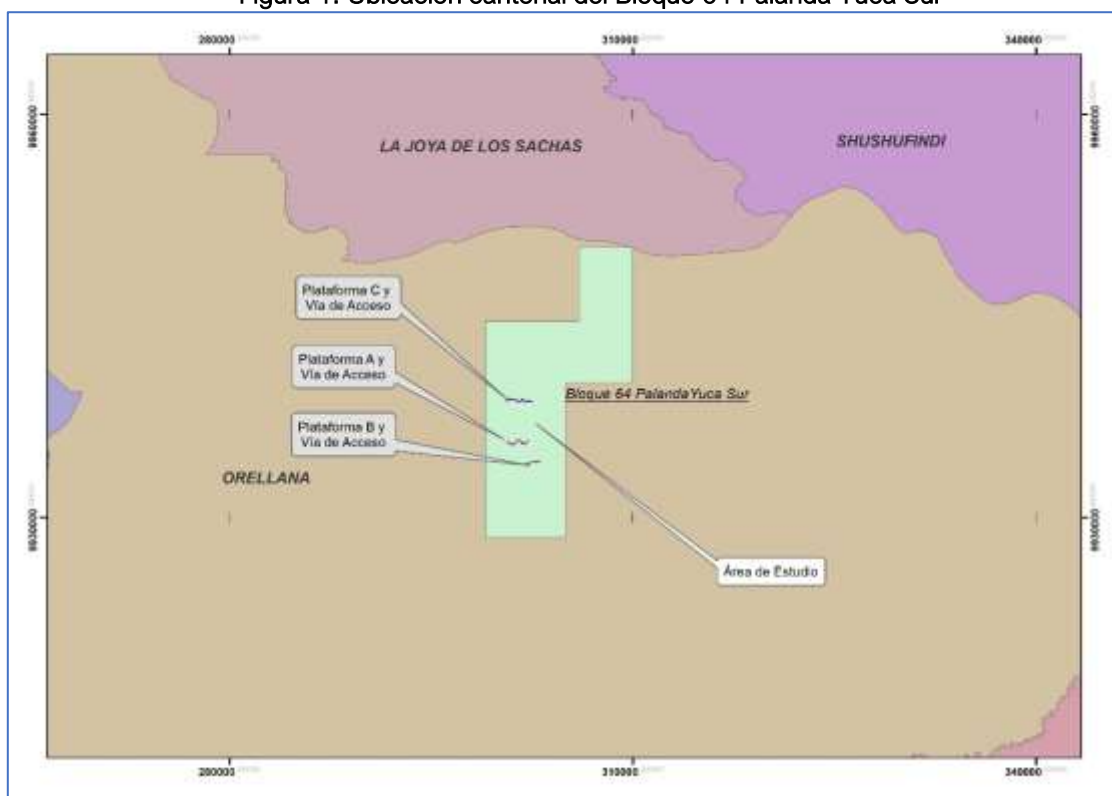 Figura 1. Ubicación cantonal del Bloque 64 Palanda Yuca Sur
280000 310000 340000
9960000 9960000
LA JOYA DE LOS SACHAS
SHUSHUFINDI
Plataforma C y
Vía de Acceso
Plataforma A y
Vía de Acceso
Bloque 64 PalandaYuca Sur
Plataforma B y
Vía de Acceso
ORELLANA
9930000 9930000
Área de Estudio
280000 310000 340000